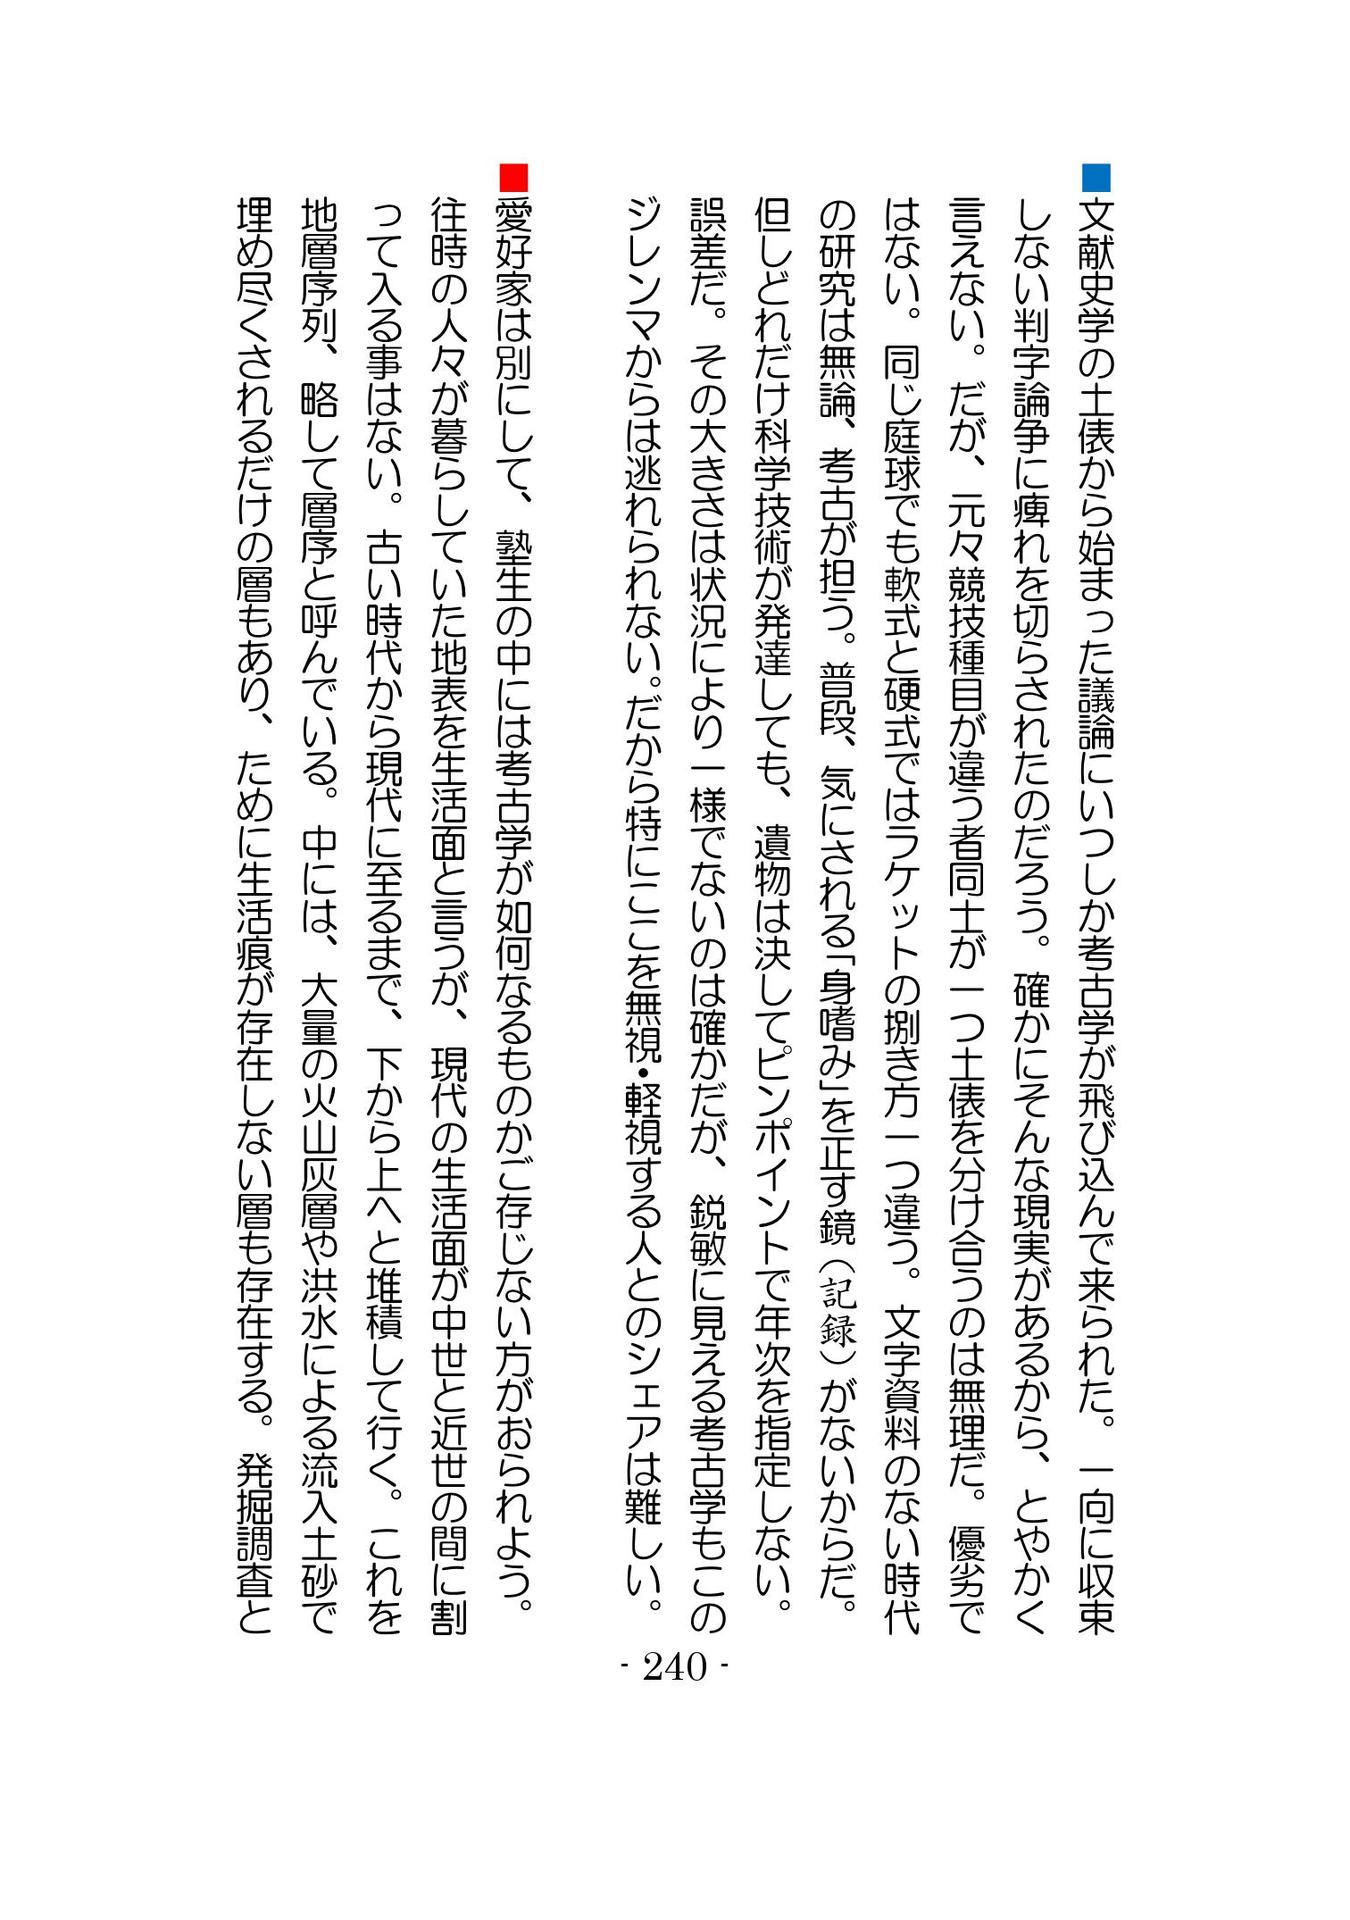 ■文献史学の土俵から始まった議論にいつしか考古学が飛び込んで来られた。一向に収束
しない判字論争に痺れを切らされたのだろう。確かにそんな現実があるから、とやかく
言えない。だが、元々競技種目が違う者同士が一つ土俵を分け合うのは無理だ。優劣で
はない。同じ庭球でも軟式と硬式ではラケットの捌き方一つ違う。文字資料のない時代
の研究は無論、考古が担う。普段、気にされる「身嗜み」を正す鏡（記録）がないからだ。
但しどれだけ科学技術が発達しても、遺物は決してピンポイントで年次を指定しない。
誤差だ。その大きさは状況により一様でないのは確かだが、鋭敏に見える考古学もこの
ジレンマからは逃れられない。だから特にここを無視・軽視する人とのシェアは難しい。
■愛好家は別にして、塾生の中には考古学が如何なるものかご存じない方がおられよう。
往時の人々が暮らしていた地表を生活面と言うが、現代の生活面が中世と近世の間に割
って入る事はない。古い時代から現代に至るまで、下から上へと堆積して行く。これを
地層序列、略して層序と呼んでいる。中には、大量の火山灰層や洪水による流入土砂で
埋め尽くされるだけの層もあり、ために生活痕が存在しない層も存在する。発掘調査と
- 240 -